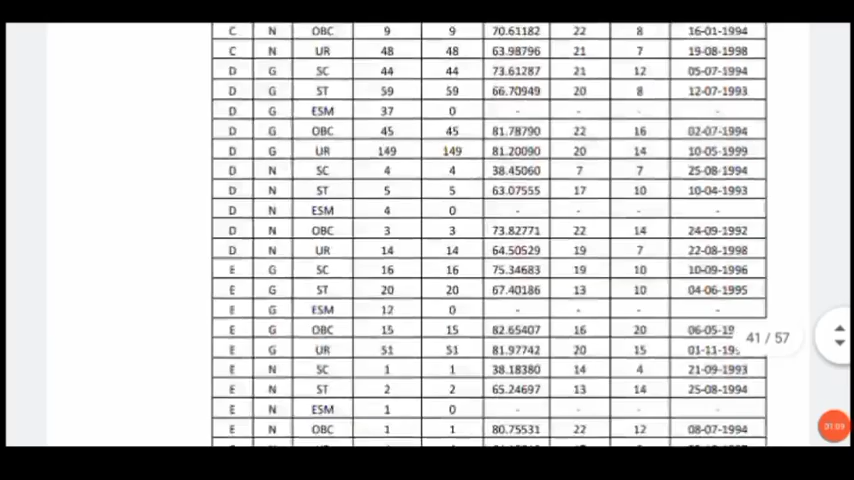 C N OBC 9 9 70.61182 22 8 16-01-1994
C N UR 48 48 63.98796 21 7 19-08-1998
D G SC 44 44 73.61287 21 12 05-07-1994
D G ST 59 59 66.70949 20 8 12-07-1993
D G ESM 37 0 - - - -
D G OBC 45 45 81.78790 22 16 02-07-1994
D G UR 149 149 81.20090 20 14 10-05-1999
D N SC 4 4 38.45060 7 7 25-08-1994
D N ST 5 5 63.07555 17 10 10-04-1993
D N ESM 4 0 - - - -
D N OBC 3 3 73.82771 22 14 24-09-1992
D N UR 14 14 64.50529 19 7 22-08-1998
E G SC 16 16 75.34683 19 10 10-09-1996
E G ST 20 20 67.40186 13 10 04-06-1995
E G ESM 12 0 - - - -
E G OBC 15 15 82.65407 16 20 06-05-19
41 / 57
E G UR 51 51 81.97742 20 15 01-11-199
E N SC 1 1 38.18380 14 4 21-09-1993
E N ST 2 2 65.24697 13 14 25-08-1994
E N ESM 1 0 - - - -
E N OBC 1 1 80.75531 22 12 08-07-1994
01:09